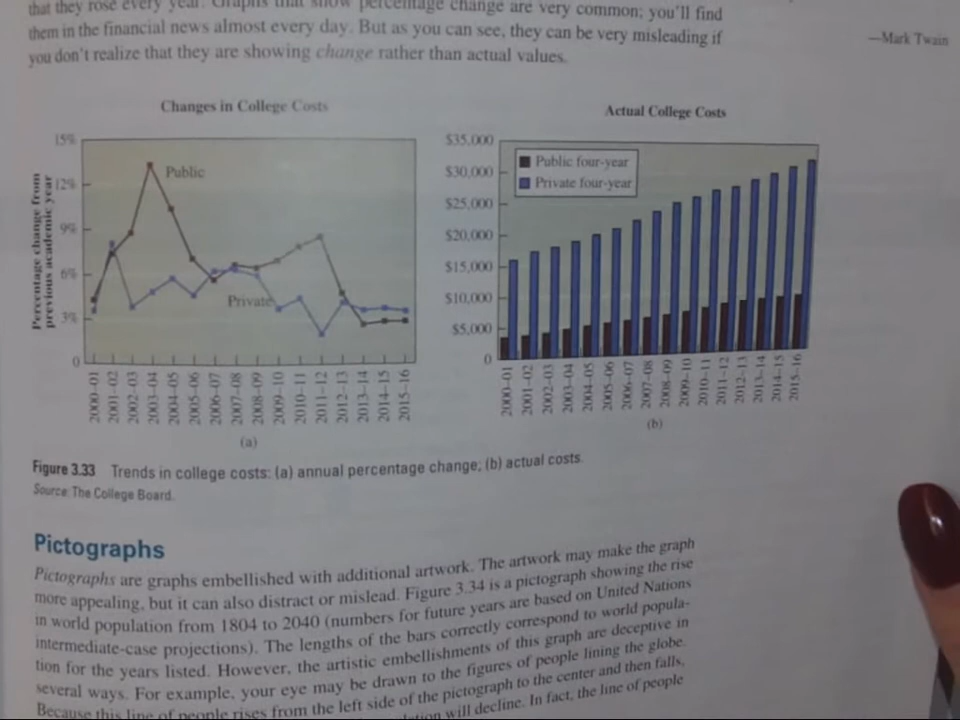 that they rose every year. Graphs that show percentage change are very common; you'll find
them in the financial news almost every day. But as you can see, they can be very misleading if
you don't realize that they are showing change rather than actual values.
—Mark Twain
Changes in College Costs
Percentage change from
previous academic year
15%
12%
9%
6%
3%
0
Public
Private
2000–01
2001–02
2002–03
2003–04
2004–05
2005–06
2006–07
2007–08
2008–09
2009–10
2010–11
2011–12
2012–13
2013–14
2014–15
2015–16
(a)
Actual College Costs
$35,000
$30,000
$25,000
$20,000
$15,000
$10,000
$5,000
0
Public four-year
Private four-year
2000–01
2001–02
2002–03
2003–04
2004–05
2005–06
2006–07
2007–08
2008–09
2009–10
2010–11
2011–12
2012–13
2013–14
2014–15
2015–16
(b)
Figure 3.33 Trends in college costs: (a) annual percentage change; (b) actual costs.
Source: The College Board.
Pictographs
Pictographs are graphs embellished with additional artwork. The artwork may make the graph
more appealing, but it can also distract or mislead. Figure 3.34 is a pictograph showing the rise
in world population from 1804 to 2040 (numbers for future years are based on United Nations
intermediate-case projections). The lengths of the bars correctly correspond to world popula-
tion for the years listed. However, the artistic embellishments of this graph are deceptive in
several ways. For example, your eye may be drawn to the figures of people lining the globe.
Because this line of people rises from the left side of the pictograph to the center and then falls,
will decline. In fact, the line of people